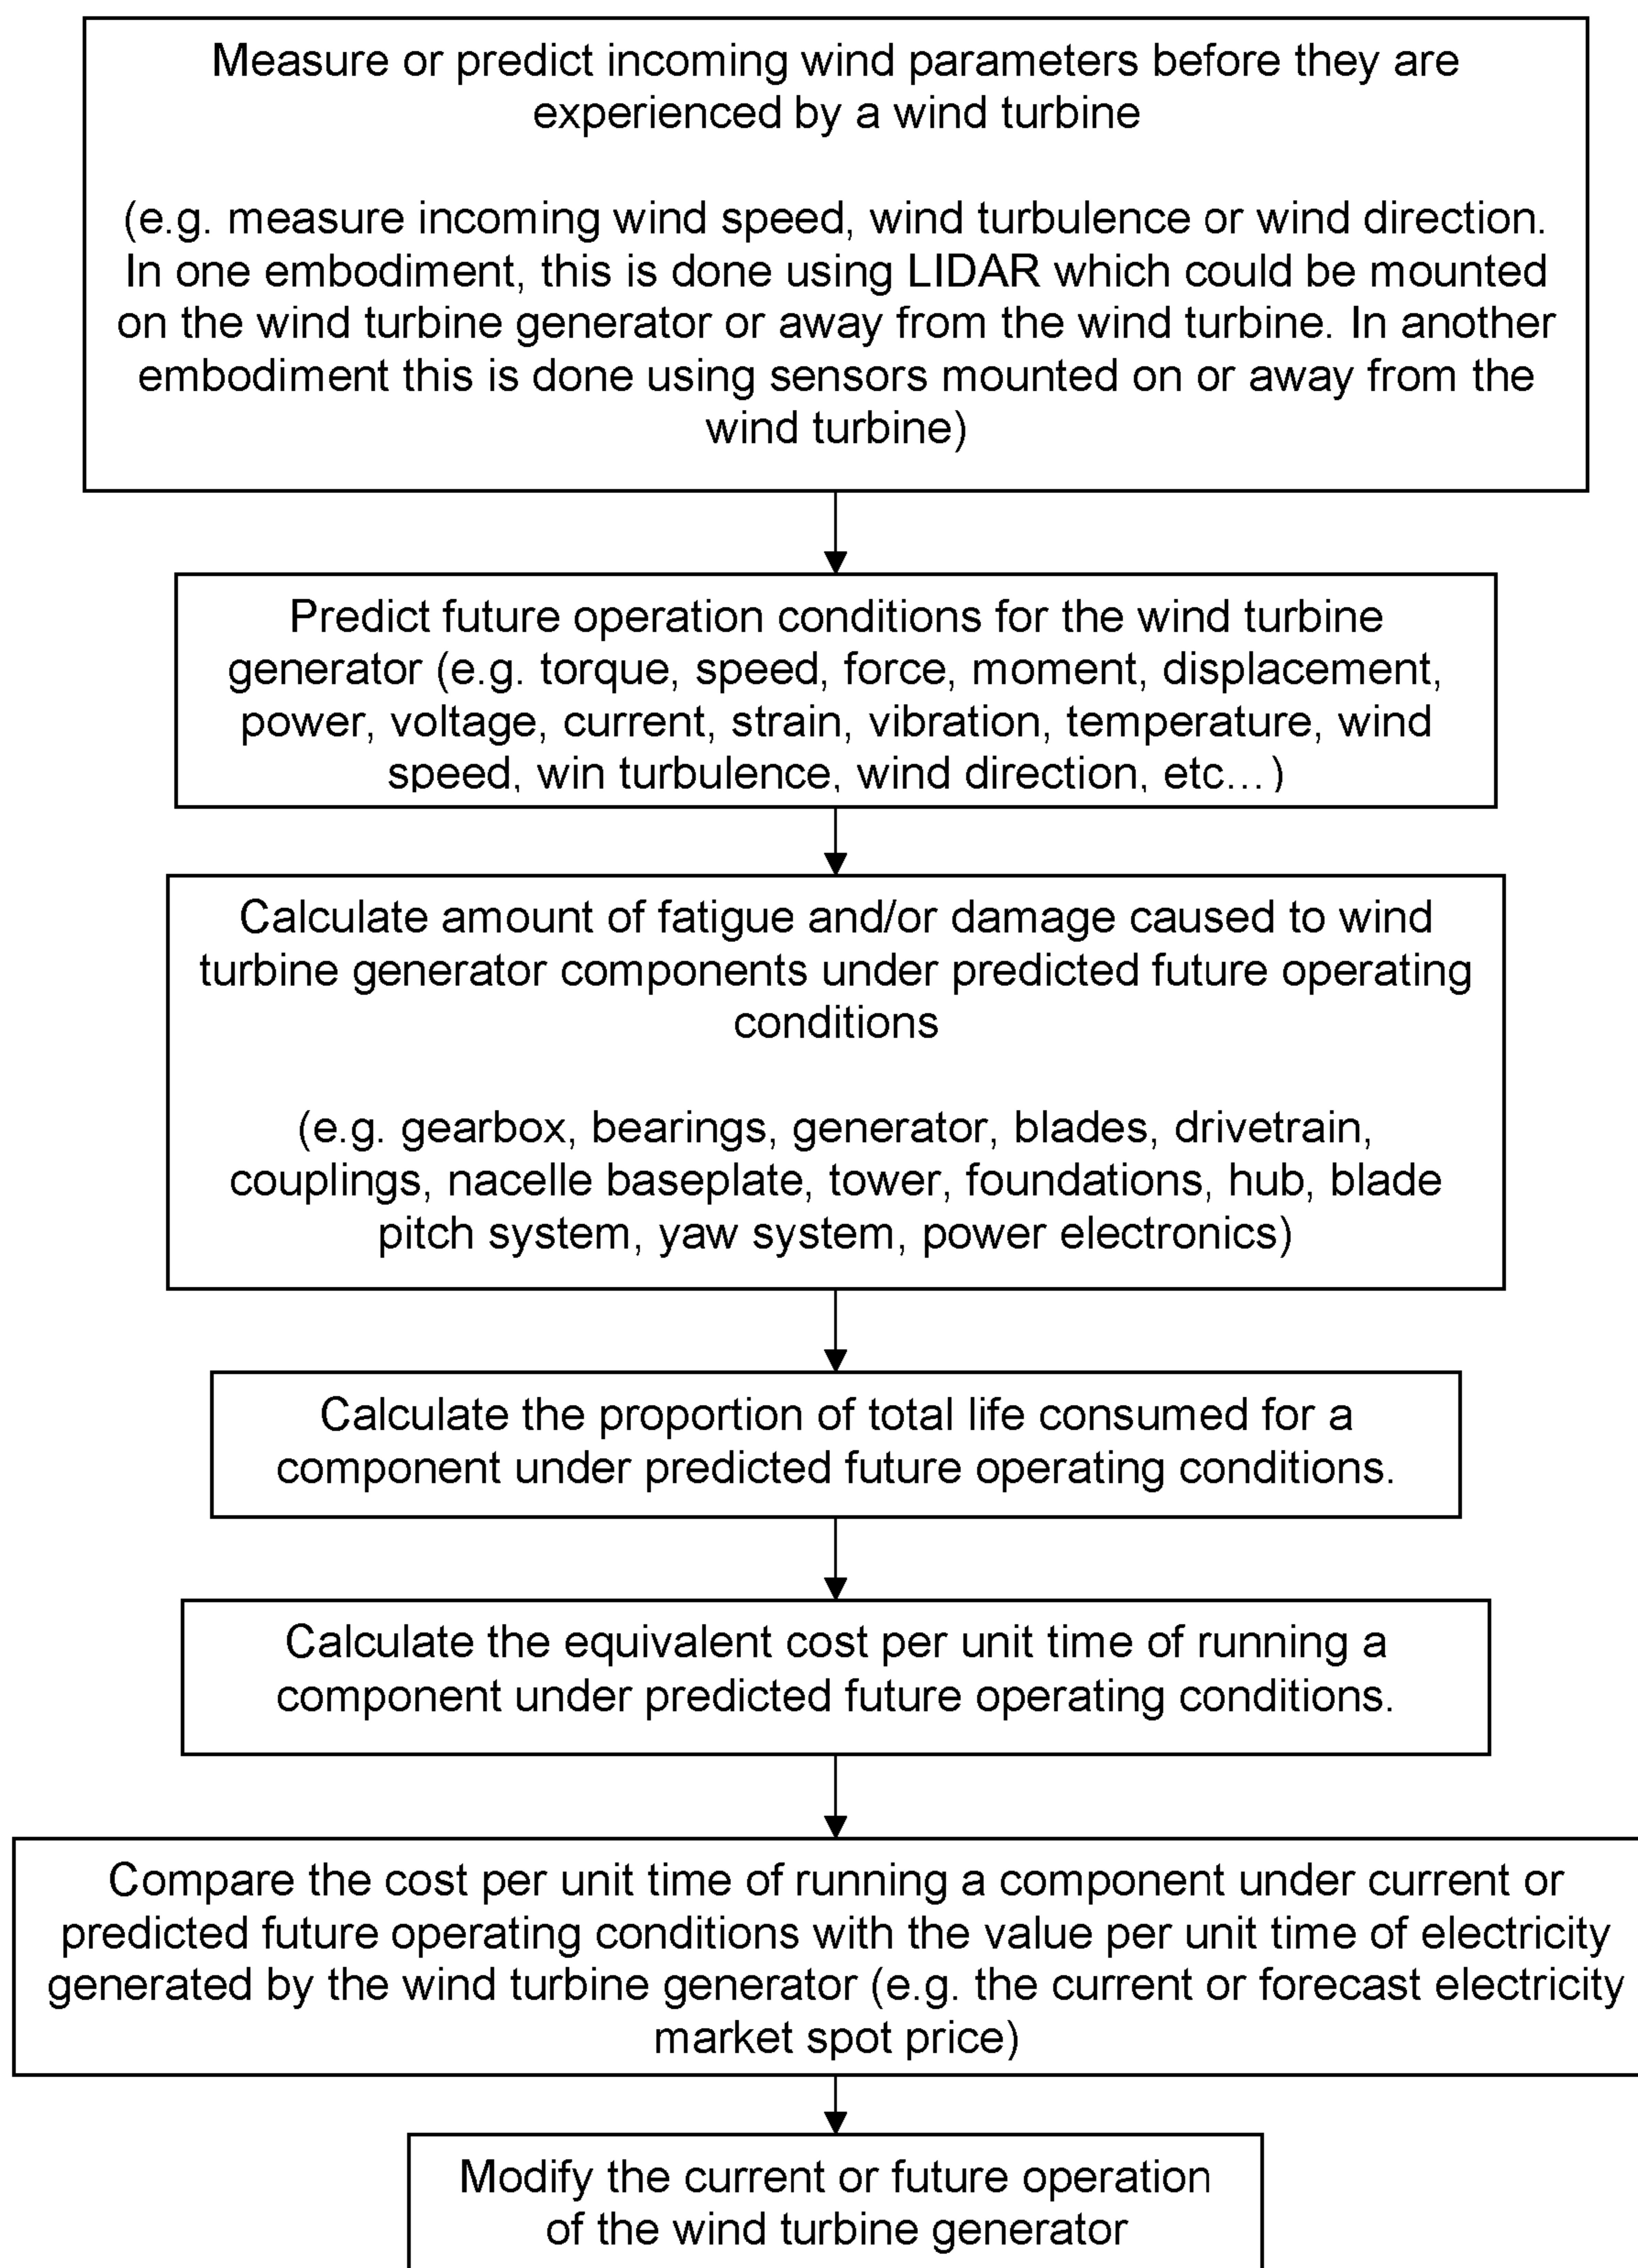 Measure or predict incoming wind parameters before they are
experienced by a wind turbine
(e.g. measure incoming wind speed, wind turbulence or wind direction.
In one embodiment, this is done using LIDAR which could be mounted
on the wind turbine generator or away from the wind turbine. In another
embodiment this is done using sensors mounted on or away from the
wind turbine)
Predict future operation conditions for the wind turbine
generator (e.g. torque, speed, force, moment, displacement,
power, voltage, current, strain, vibration, temperature, wind
speed, win turbulence, wind direction, etc...)
Calculate amount of fatigue and/or damage caused to wind
turbine generator components under predicted future operating
conditions
(e.g. gearbox, bearings, generator, blades, drivetrain,
couplings, nacelle baseplate, tower, foundations, hub, blade
pitch system, yaw system, power electronics)
Calculate the proportion of total life consumed for a
component under predicted future operating conditions.
Calculate the equivalent cost per unit time of running a
component under predicted future operating conditions.
Compare the cost per unit time of running a component under current or
predicted future operating conditions with the value per unit time of electricity
generated by the wind turbine generator (e.g. the current or forecast electricity
market spot price)
Modify the current or future operation
of the wind turbine generator